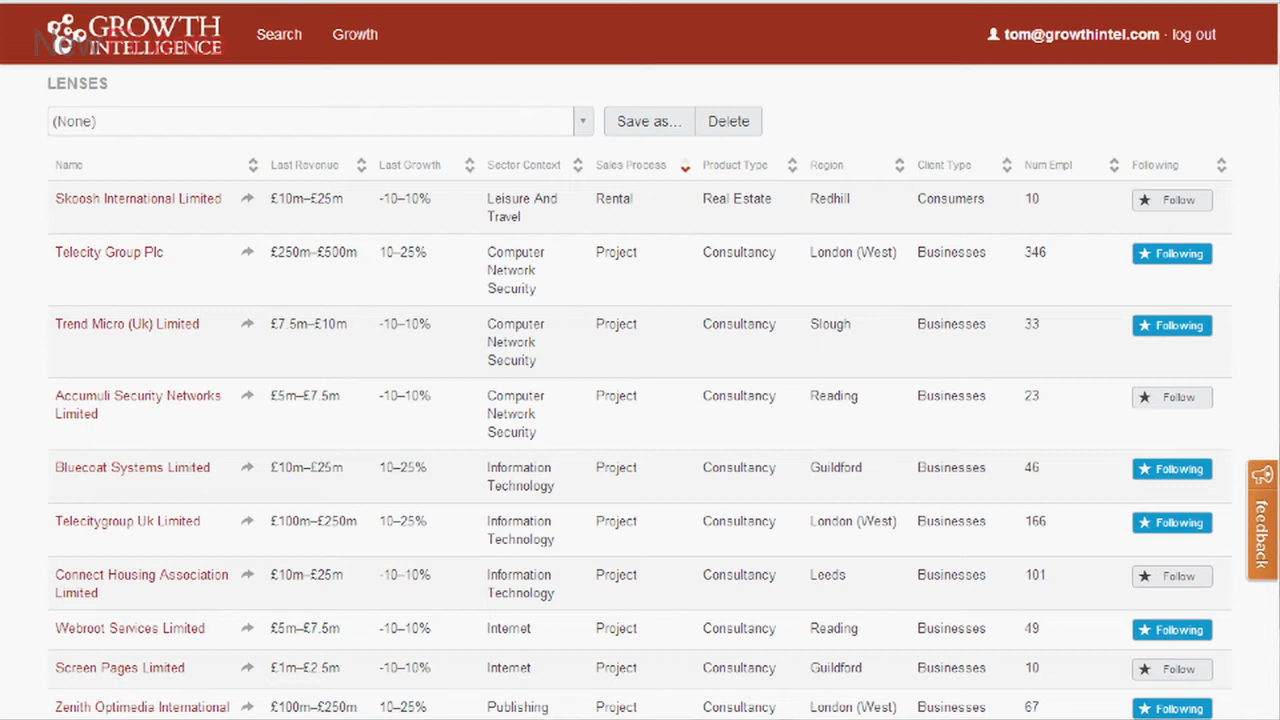 GROWTH
INTELLIGENCE
Search Growth tom@growthintel.com · log out
LENSES
(None) Save as... Delete
Name Last Revenue Last Growth Sector Context Sales Process Product Type Region Client Type Num Empl Following
Skoosh International Limited £10m–£25m -10–10% Leisure And Rental Real Estate Redhill Consumers 10 Follow
Travel
Telecity Group Plc £250m–£500m 10–25% Computer Project Consultancy London (West) Businesses 346 Following
Network
Security
Trend Micro (Uk) Limited £7.5m–£10m -10–10% Computer Project Consultancy Slough Businesses 33 Following
Network
Security
Accumuli Security Networks £5m–£7.5m -10–10% Computer Project Consultancy Reading Businesses 23 Follow
Limited Network
Security
Bluecoat Systems Limited £10m–£25m 10–25% Information Project Consultancy Guildford Businesses 46 Following
Technology
Telecitygroup Uk Limited £100m–£250m 10–25% Information Project Consultancy London (West) Businesses 166 Following
Technology
Connect Housing Association £10m–£25m -10–10% Information Project Consultancy Leeds Businesses 101 Follow
Limited Technology
Webroot Services Limited £5m–£7.5m -10–10% Internet Project Consultancy Reading Businesses 49 Following
Screen Pages Limited £1m–£2.5m -10–10% Internet Project Consultancy Guildford Businesses 10 Follow
Zenith Optimedia International £100m–£250m 10–25% Publishing Project Consultancy London (West) Businesses 67 Following
feedback